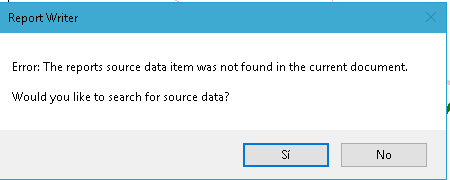 Report Writer
Error: The reports source data item was not found in the current document.
Would you like to search for source data?
Sí
No